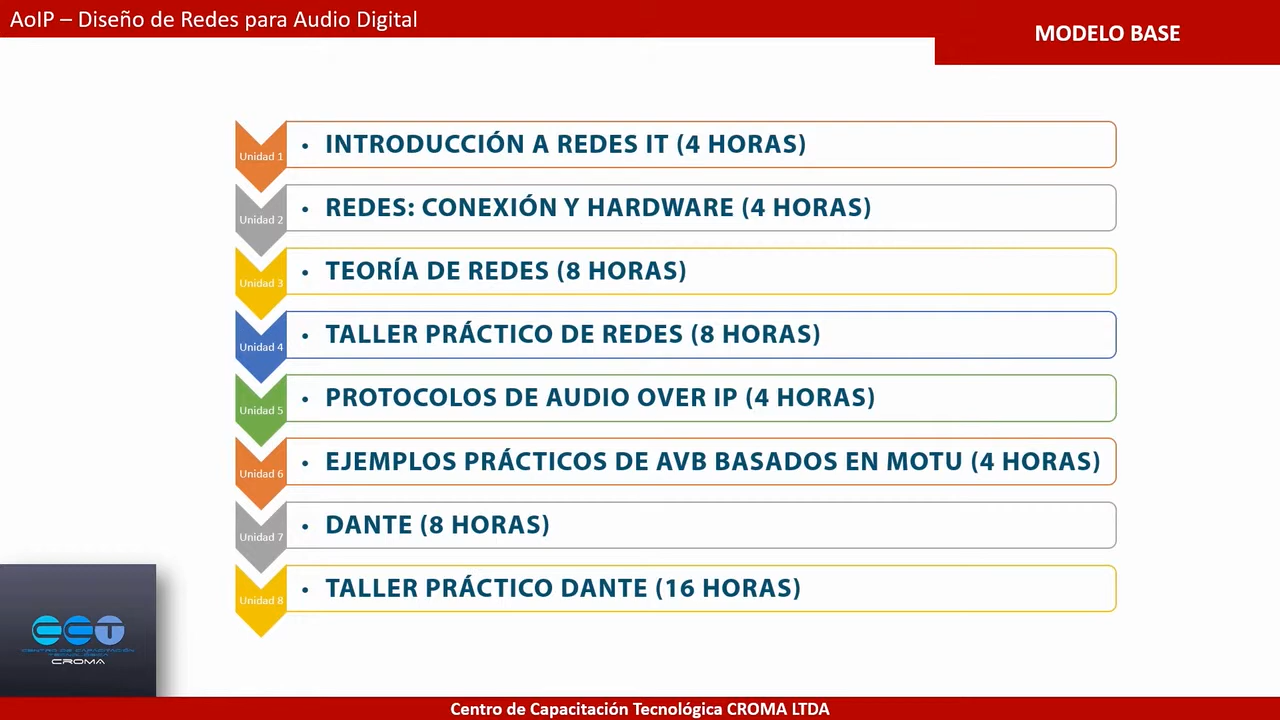 AoIP – Diseño de Redes para Audio Digital
MODELO BASE
Unidad 1
• INTRODUCCIÓN A REDES IT (4 HORAS)
Unidad 2
• REDES: CONEXIÓN Y HARDWARE (4 HORAS)
Unidad 3
• TEORÍA DE REDES (8 HORAS)
Unidad 4
• TALLER PRÁCTICO DE REDES (8 HORAS)
Unidad 5
• PROTOCOLOS DE AUDIO OVER IP (4 HORAS)
Unidad 6
• EJEMPLOS PRÁCTICOS DE AVB BASADOS EN MOTU (4 HORAS)
Unidad 7
• DANTE (8 HORAS)
Unidad 8
• TALLER PRÁCTICO DANTE (16 HORAS)
CCT
CENTRO DE CAPACITACIÓN
TECNOLÓGICA
CROMA
Centro de Capacitación Tecnológica CROMA LTDA